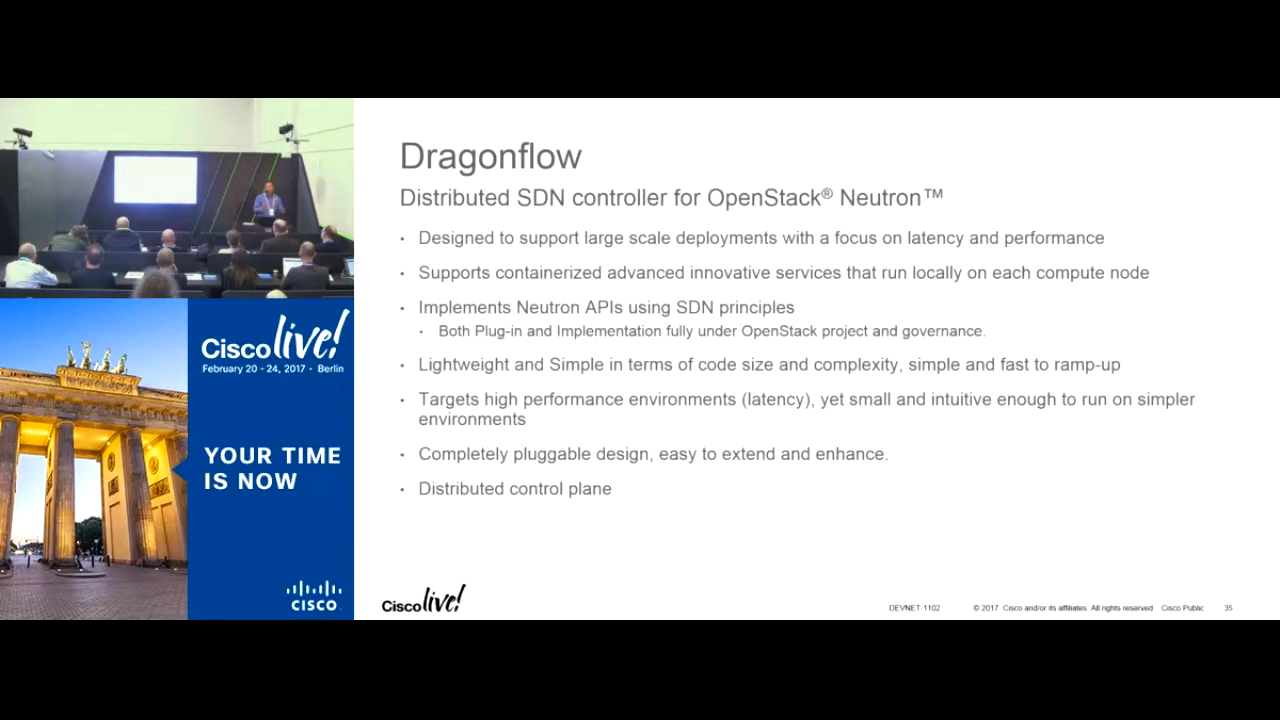 Dragonflow
Distributed SDN controller for OpenStack® Neutron™
• Designed to support large scale deployments with a focus on latency and performance
• Supports containerized advanced innovative services that run locally on each compute node
• Implements Neutron APIs using SDN principles
• Both Plug-in and Implementation fully under OpenStack project and governance.
• Lightweight and Simple in terms of code size and complexity, simple and fast to ramp-up
• Targets high performance environments (latency), yet small and intuitive enough to run on simpler
environments
• Completely pluggable design, easy to extend and enhance.
• Distributed control plane
Cisco live!
February 20 - 24, 2017 • Berlin
YOUR TIME
IS NOW
CISCO
Cisco live!
DEVNET-1102 © 2017 Cisco and/or its affiliates All rights reserved Cisco Public 35